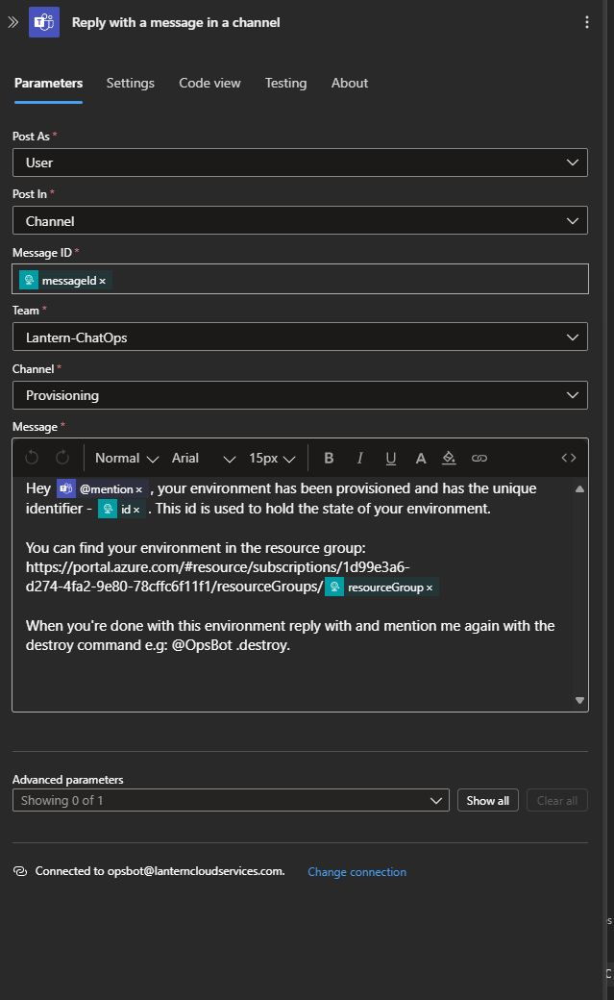 Reply with a message in a channel
Parameters
Settings
Code view
Testing
About
Post As *
User
Post In *
Channel
Message ID *
messageId ×
Team *
Lantern-ChatOps
Channel *
Provisioning
Message *
Normal
Arial
15px
B
I
U
A
Hey @mention × , your environment has been provisioned and has the unique
identifier - id × . This id is used to hold the state of your environment.
You can find your environment in the resource group:
https://portal.azure.com/#resource/subscriptions/1d99e3a6-
d274-4fa2-9e80-78cffc6f11f1/resourceGroups/ resourceGroup ×
When you're done with this environment reply with and mention me again with the
destroy command e.g: @OpsBot .destroy.
Advanced parameters
Showing 0 of 1
Show all
Clear all
Connected to opsbot@lanterncloudservices.com.
Change connection